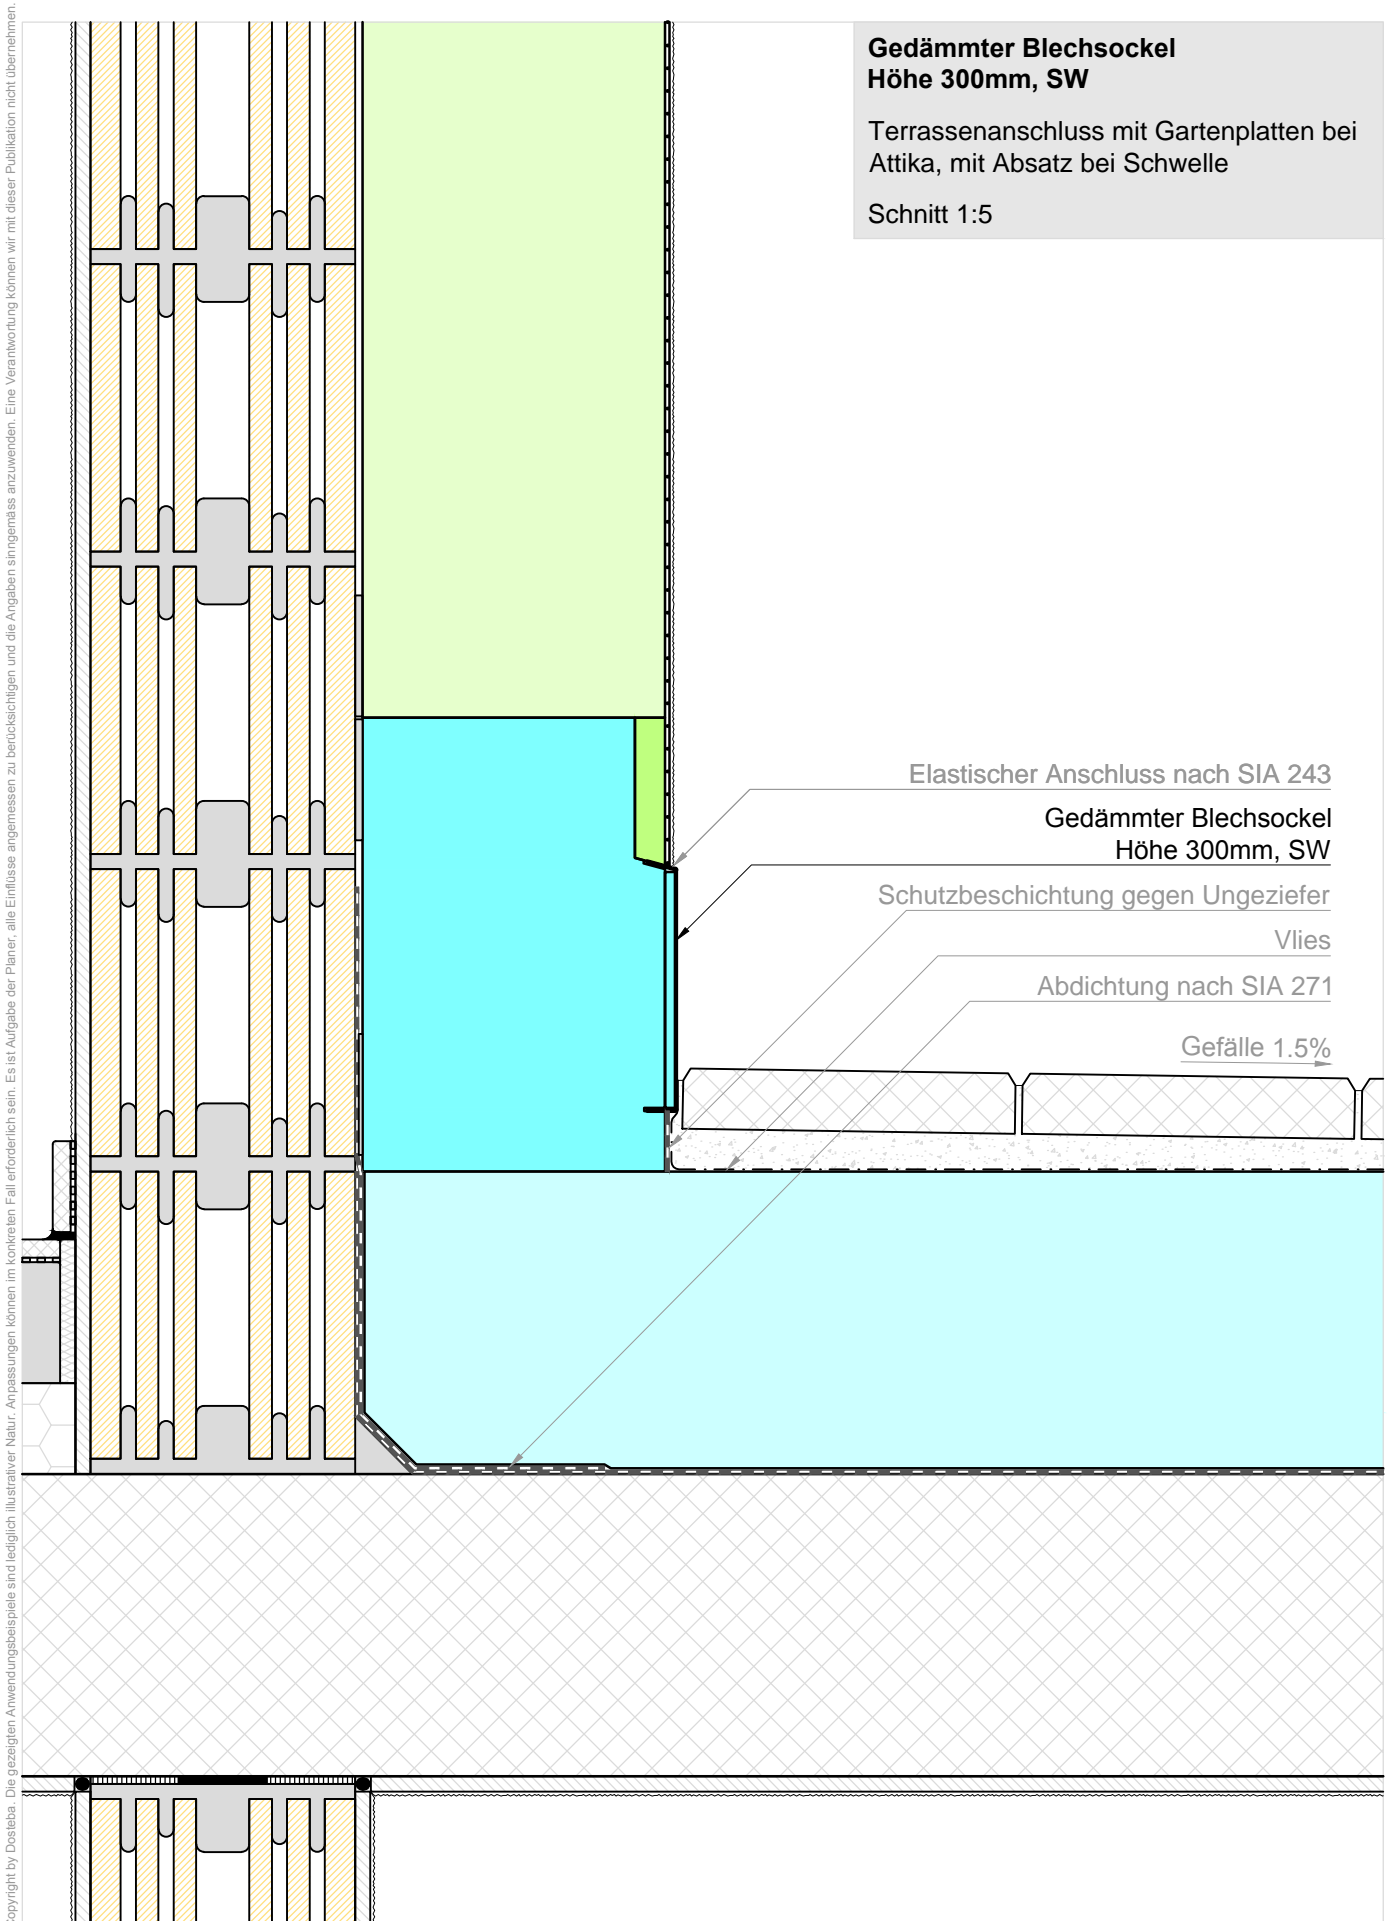 Gedämmter Blechsockel
Höhe 300mm, SW
Terrassenanschluss mit Gartenplatten bei
Attika, mit Absatz bei Schwelle
Schnitt 1:5
Elastischer Anschluss nach SIA 243
Gedämmter Blechsockel
Höhe 300mm, SW
Schutzbeschichtung gegen Ungeziefer
Vlies
Abdichtung nach SIA 271
Gefälle 1.5%
Copyright by Dosteba. Die gezeigten Anwendungsbeispiele sind lediglich illustrativer Natur. Anpassungen können im konkreten Fall erforderlich sein. Es ist Aufgabe der Planer, alle Einflüsse angemessen zu berücksichtigen und die Angaben sinngemäss anzuwenden. Eine Verantwortung können wir mit dieser Publikation nicht übernehmen.